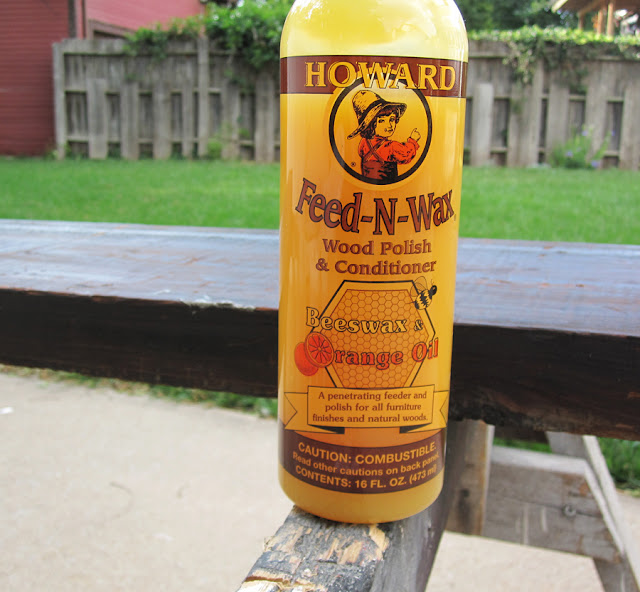 HOWARD
®
Feed-N-Wax
Wood Polish
& Conditioner
Beeswax &
Orange Oil
A penetrating feeder and
polish for all furniture
finishes and natural woods.
CAUTION: COMBUSTIBLE.
Read other cautions on back panel.
CONTENTS: 16 FL. OZ. (473 ml)